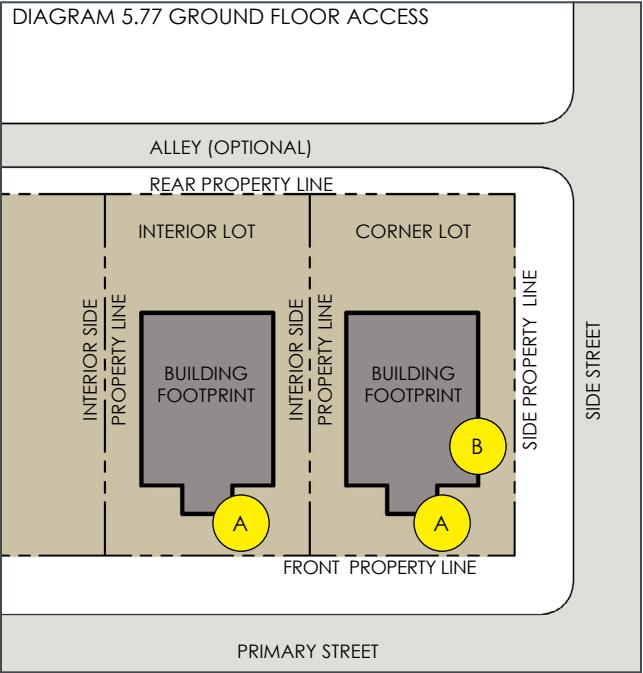 DIAGRAM 5.77 GROUND FLOOR ACCESS
ALLEY (OPTIONAL)
REAR PROPERTY LINE
INTERIOR LOT
CORNER LOT
INTERIOR SIDE
PROPERTY LINE
INTERIOR SIDE
PROPERTY LINE
SIDE PROPERTY LINE
SIDE STREET
BUILDING
FOOTPRINT
BUILDING
FOOTPRINT
B
A
A
FRONT PROPERTY LINE
PRIMARY STREET